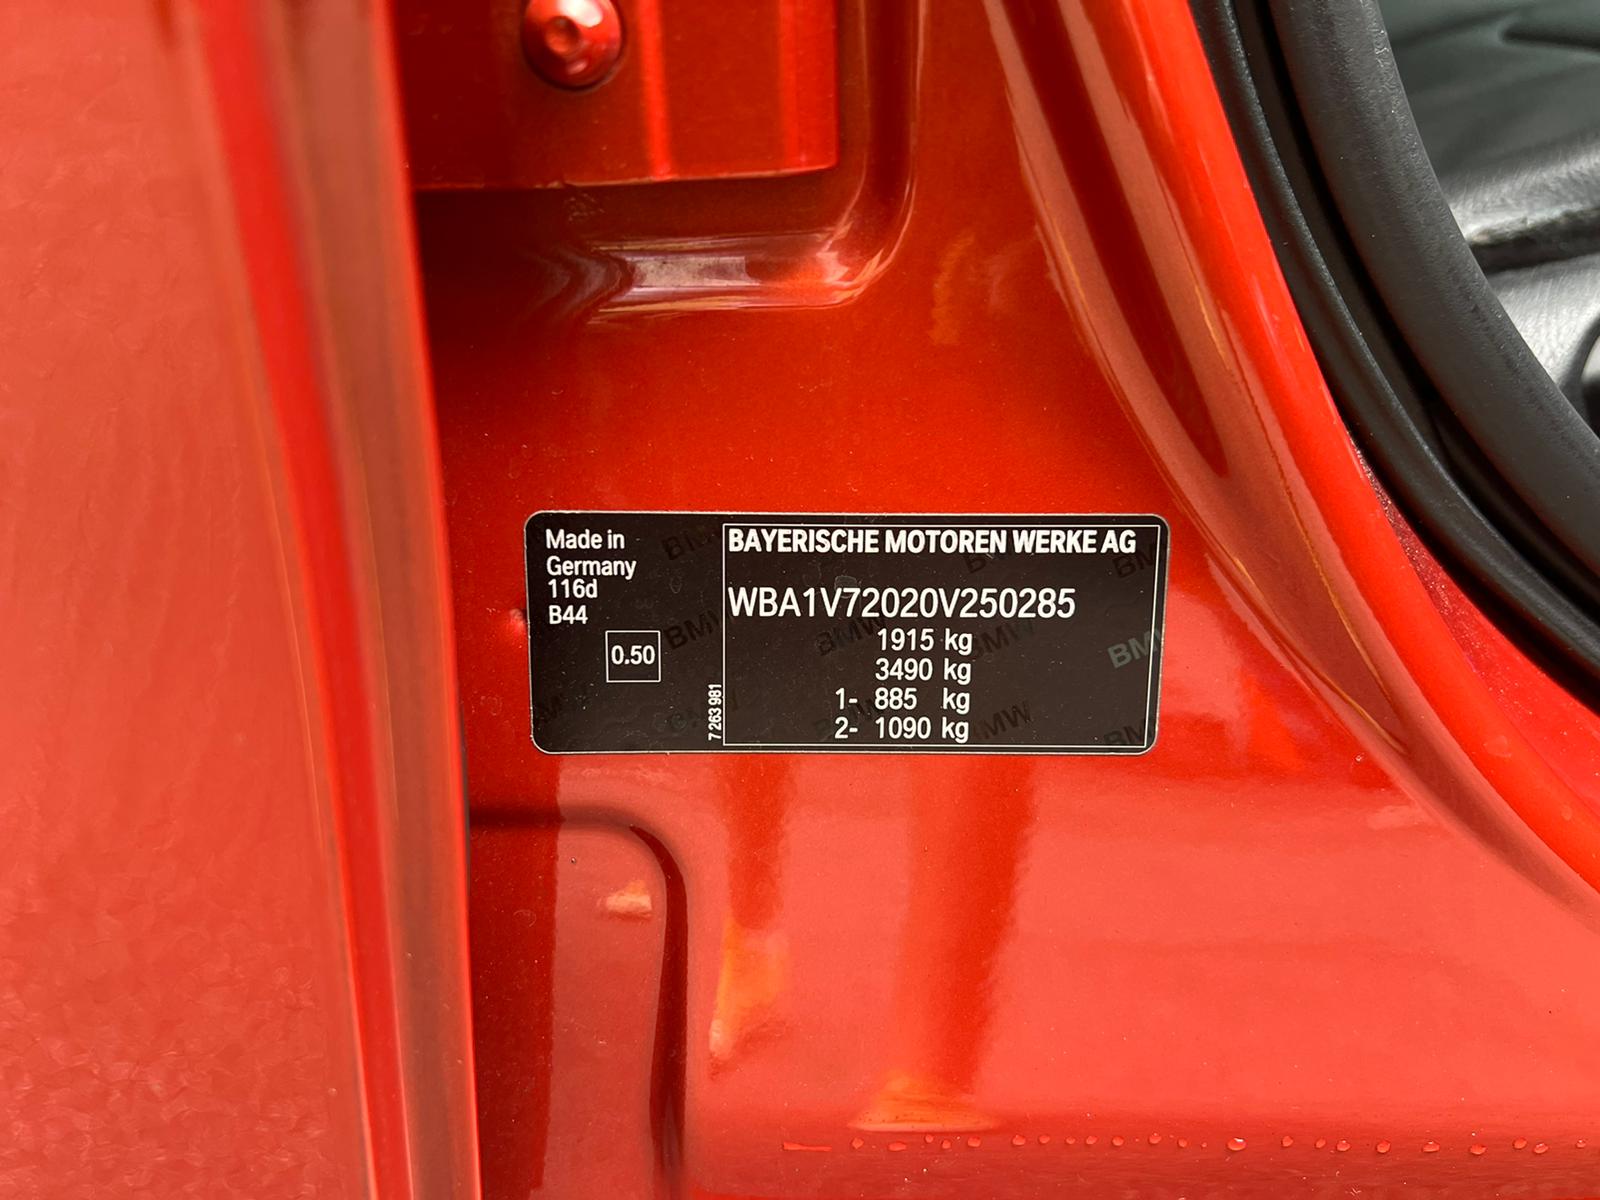 Made in
Germany
116d
B44
0.50
7 263 981
BAYERISCHE MOTOREN WERKE AG
WBA1V72020V250285
1915 kg
3490 kg
1- 885 kg
2- 1090 kg